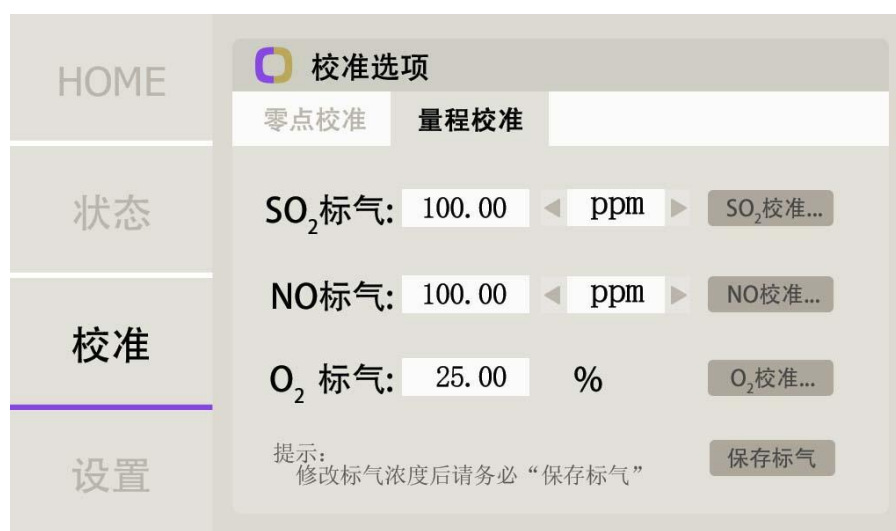 HOME
状态
校准
设置
校准选项
零点校准 量程校准
SO₂标气: 100.00 ppm SO₂校准...
NO标气: 100.00 ppm NO校准...
O₂ 标气: 25.00 % O₂校准...
提示:
修改标气浓度后请务必“保存标气” 保存标气